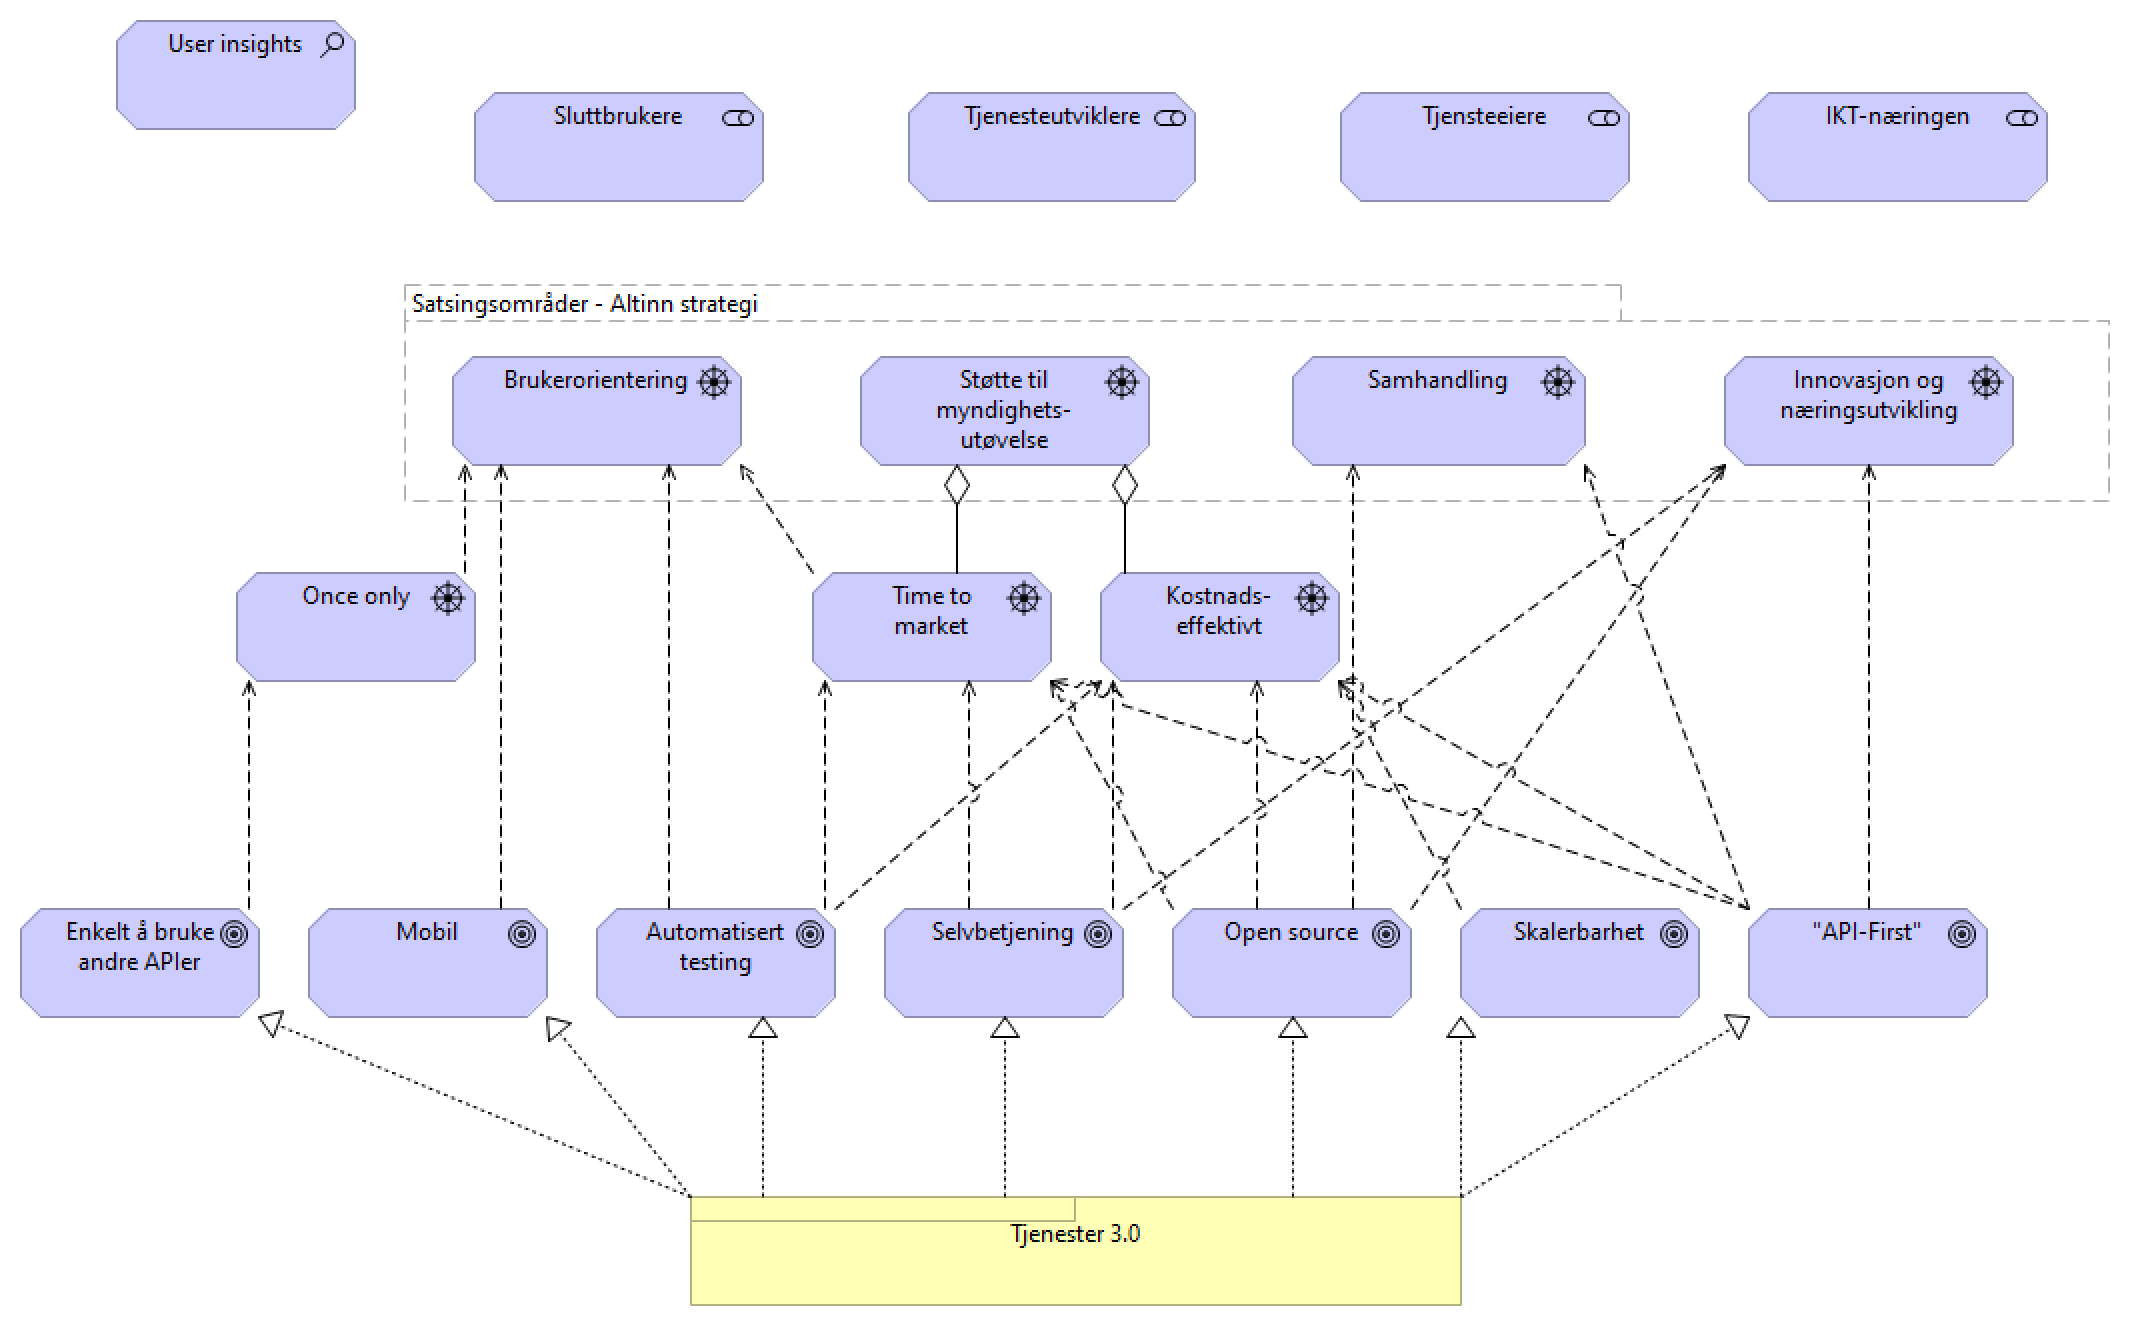 User insights
Sluttbrukere
Tjenesteutviklere
Tjensteeiere
IKT-næringen
Satsingsområder - Altinn strategi
Brukerorientering
Støtte til
myndighets-
utøvelse
Samhandling
Innovasjon og
næringsutvikling
Once only
Time to
market
Kostnads-
effektivt
Enkelt å bruke
andre APIer
Mobil
Automatisert
testing
Selvbetjening
Open source
Skalerbarhet
"API-First"
Tjenester 3.0